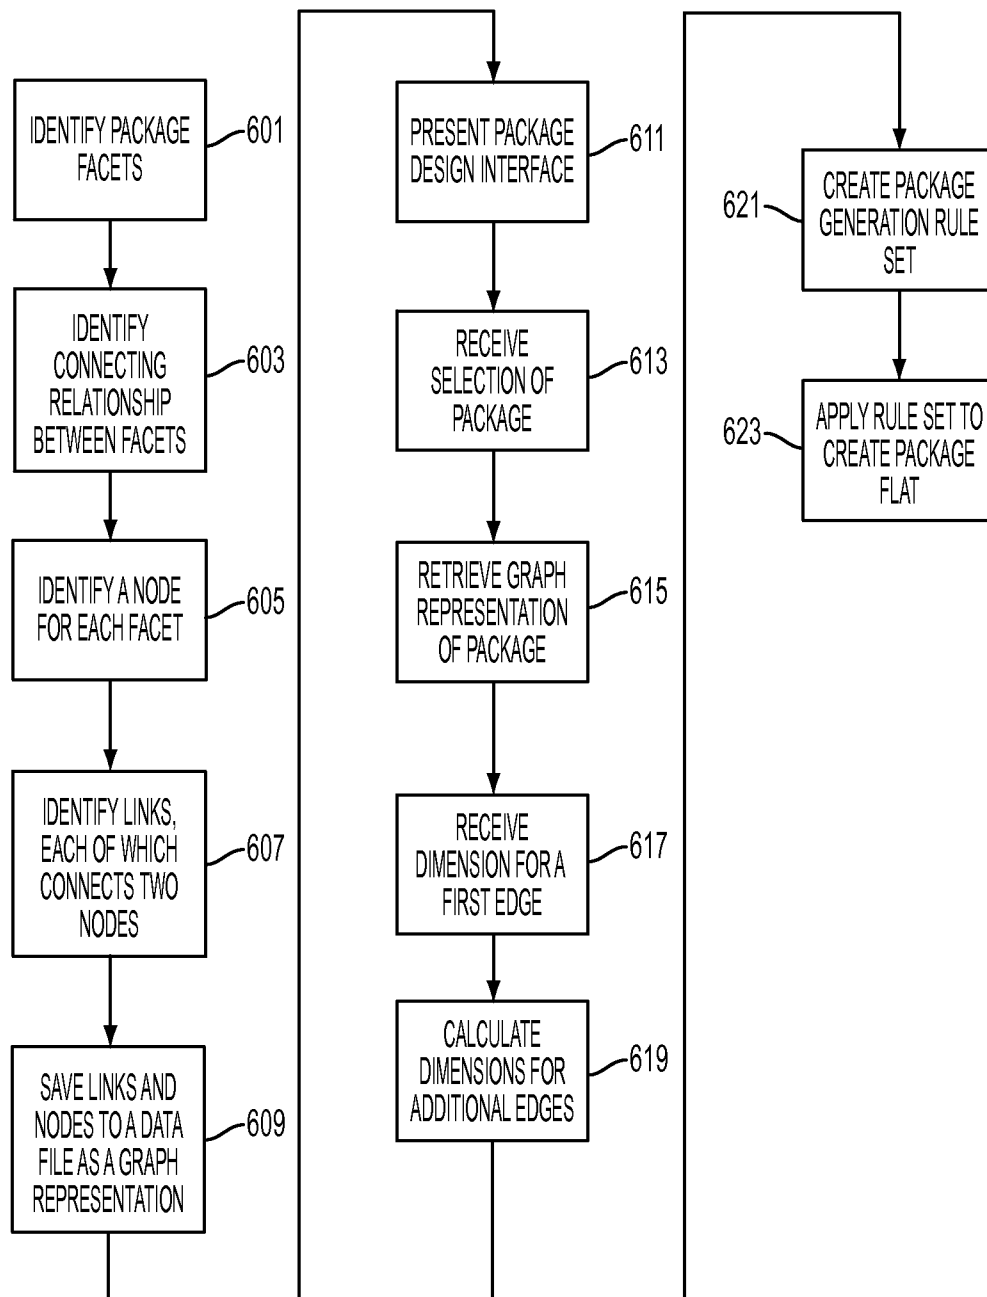 IDENTIFY PACKAGE
FACETS
601
IDENTIFY
CONNECTING
RELATIONSHIP
BETWEEN FACETS
603
IDENTIFY A NODE
FOR EACH FACET
605
IDENTIFY LINKS,
EACH OF WHICH
CONNECTS TWO
NODES
607
SAVE LINKS AND
NODES TO A DATA
FILE AS A GRAPH
REPRESENTATION
609
PRESENT PACKAGE
DESIGN INTERFACE
611
RECEIVE
SELECTION OF
PACKAGE
613
RETRIEVE GRAPH
REPRESENTATION
OF PACKAGE
615
RECEIVE
DIMENSION FOR A
FIRST EDGE
617
CALCULATE
DIMENSIONS FOR
ADDITIONAL EDGES
619
CREATE PACKAGE
GENERATION RULE
SET
621
APPLY RULE SET TO
CREATE PACKAGE
FLAT
623